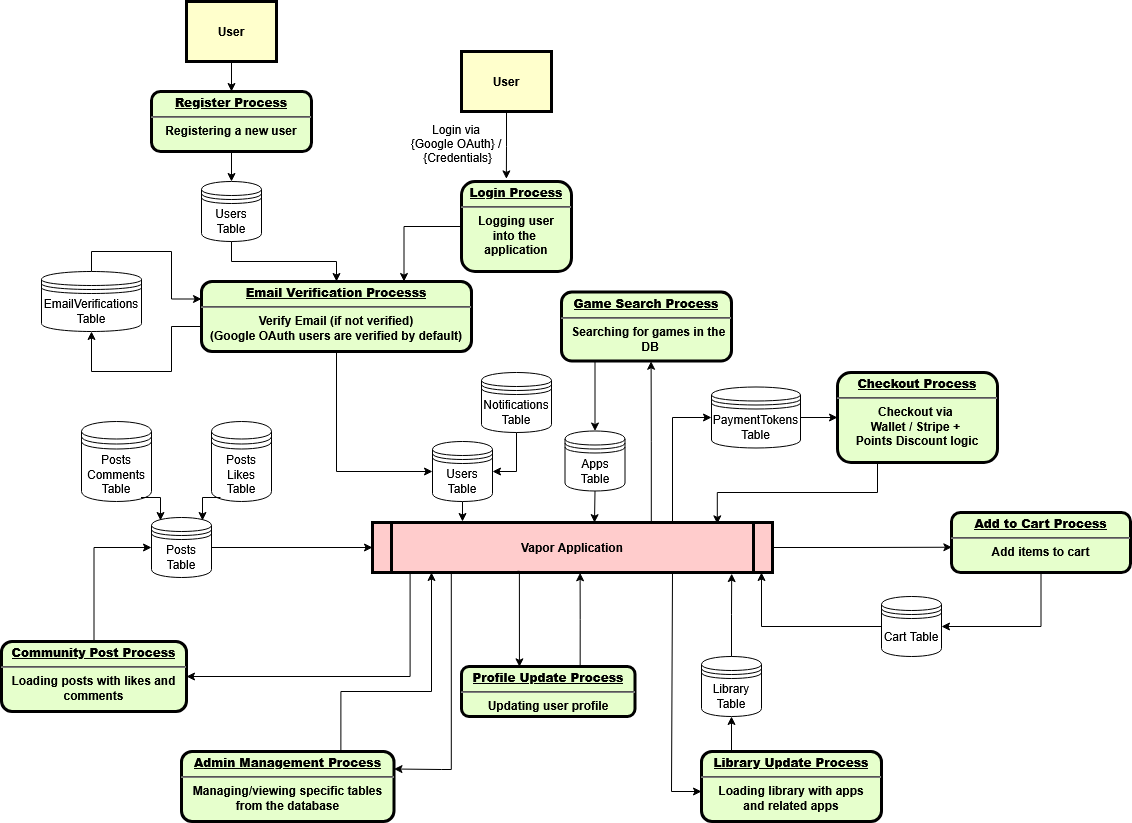 User
Register Process
Registering a new user
Users
Table
User
Login via
{Google OAuth} /
{Credentials}
Login Process
Logging user
into the
application
EmailVerifications
Table
Email Verification Processs
Verify Email (if not verified)
(Google OAuth users are verified by default)
Game Search Process
Searching for games in the
DB
Notifications
Table
PaymentTokens
Table
Checkout Process
Checkout via
Wallet / Stripe +
Points Discount logic
Posts
Comments
Table
Posts
Likes
Table
Users
Table
Apps
Table
Posts
Table
Vapor Application
Add to Cart Process
Add items to cart
Cart Table
Community Post Process
Loading posts with likes and
comments
Profile Update Process
Updating user profile
Library
Table
Admin Management Process
Managing/viewing specific tables
from the database
Library Update Process
Loading library with apps
and related apps